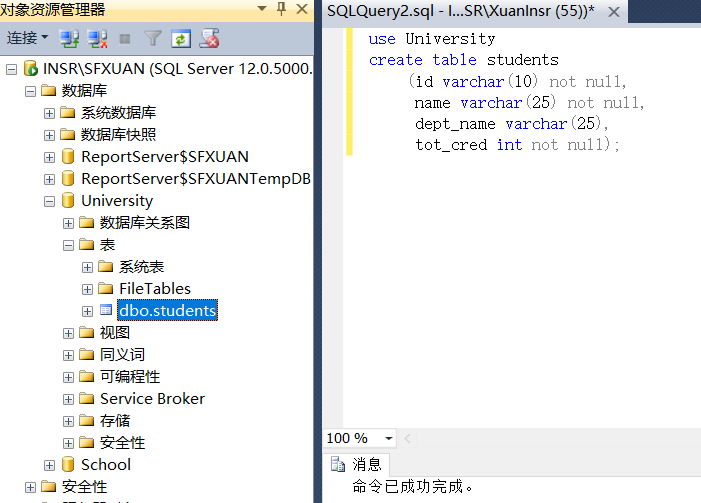 对象资源管理器
连接
INSR\SFXUAN (SQL Server 12.0.5000.
数据库
系统数据库
数据库快照
ReportServer$SFXUAN
ReportServer$SFXUANTempDB
University
数据库关系图
表
系统表
FileTables
dbo.students
视图
同义词
可编程性
Service Broker
存储
安全性
School
安全性
SQLQuery2.sql - I...SR\XuanInsr (55))*
use University
create table students
(id varchar(10) not null,
name varchar(25) not null,
dept_name varchar(25),
tot_cred int not null);
100 %
消息
命令已成功完成。